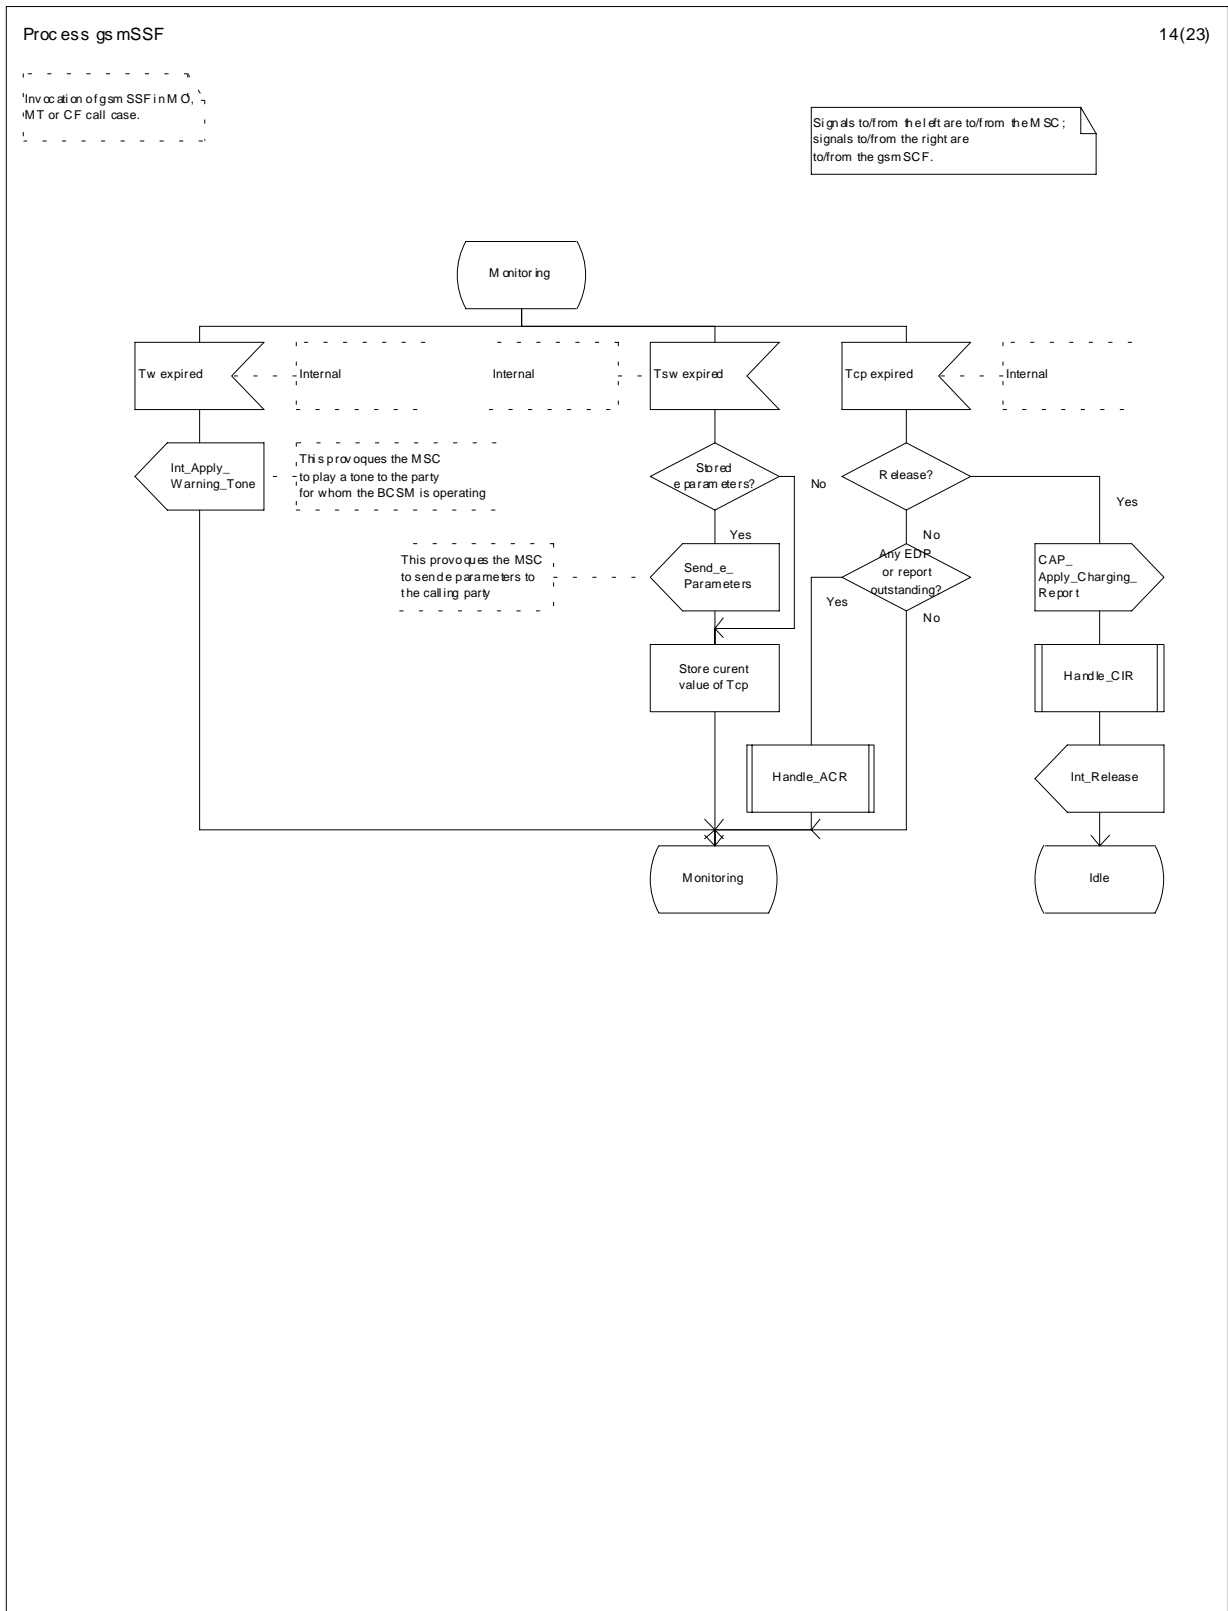 Process gsmSSF
14(23)
Invocation of gsmSSF in MO,
MT or CF call case.
Signals to/from the left are to/from the MSC;
signals to/from the right are
to/from the gsmSCF.
Monitoring
Tw expired
Internal
Internal
Tsw expired
Tcp expired
Internal
Int_Apply_
Warning_Tone
This provoques the MSC
to play a tone to the party
for whom the BCSM is operating
Stored
e parameters?
No
Release?
Yes
Yes
No
This provoques the MSC
to send e parameters to
the calling party
Send_e_
Parameters
Any EDP
or report
outstanding?
Yes
No
CAP_
Apply_Charging_
Report
Store curent
value of Tcp
Handle_CIR
Handle_ACR
Int_Release
Monitoring
Idle